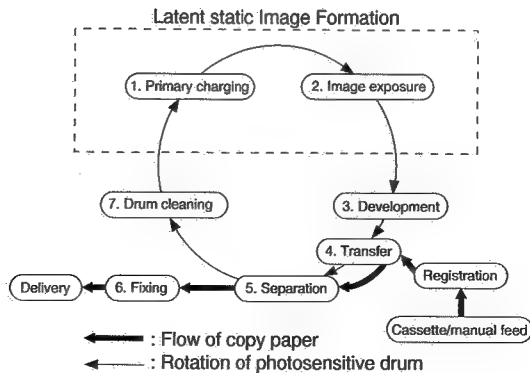 Latent static Image Formation
1. Primary charging
2. Image exposure
7. Drum cleaning
3. Development
4. Transfer
Registration
Delivery
6. Fixing
5. Separation
Cassette/manual feed
: Flow of copy paper
: Rotation of photosensitive drum